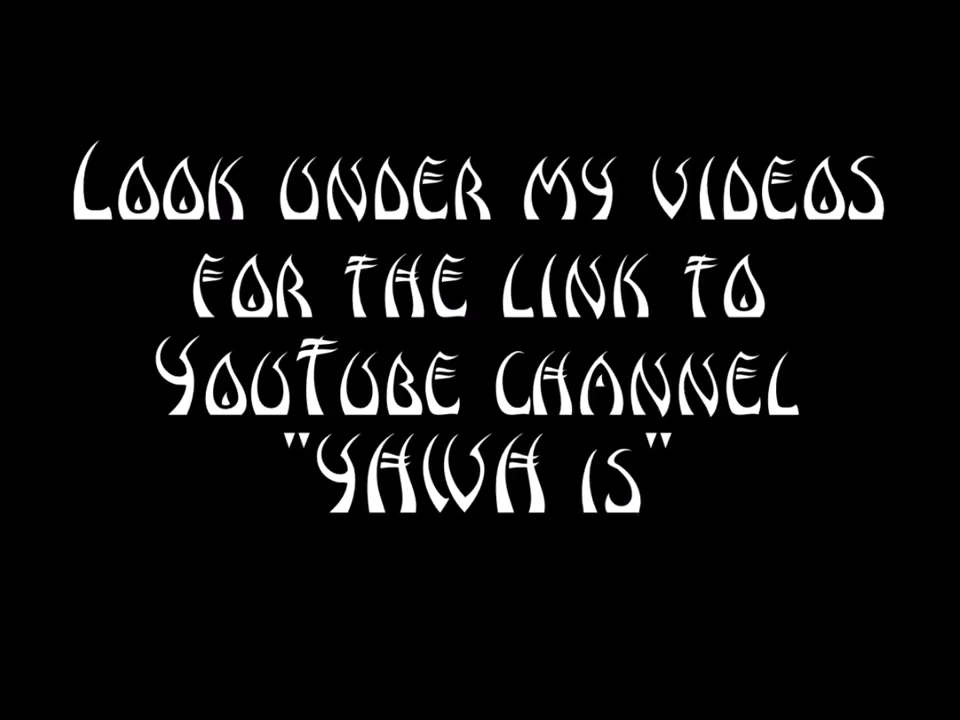 Look under my videos
for the link to
YouTube channel
"YAWA is"